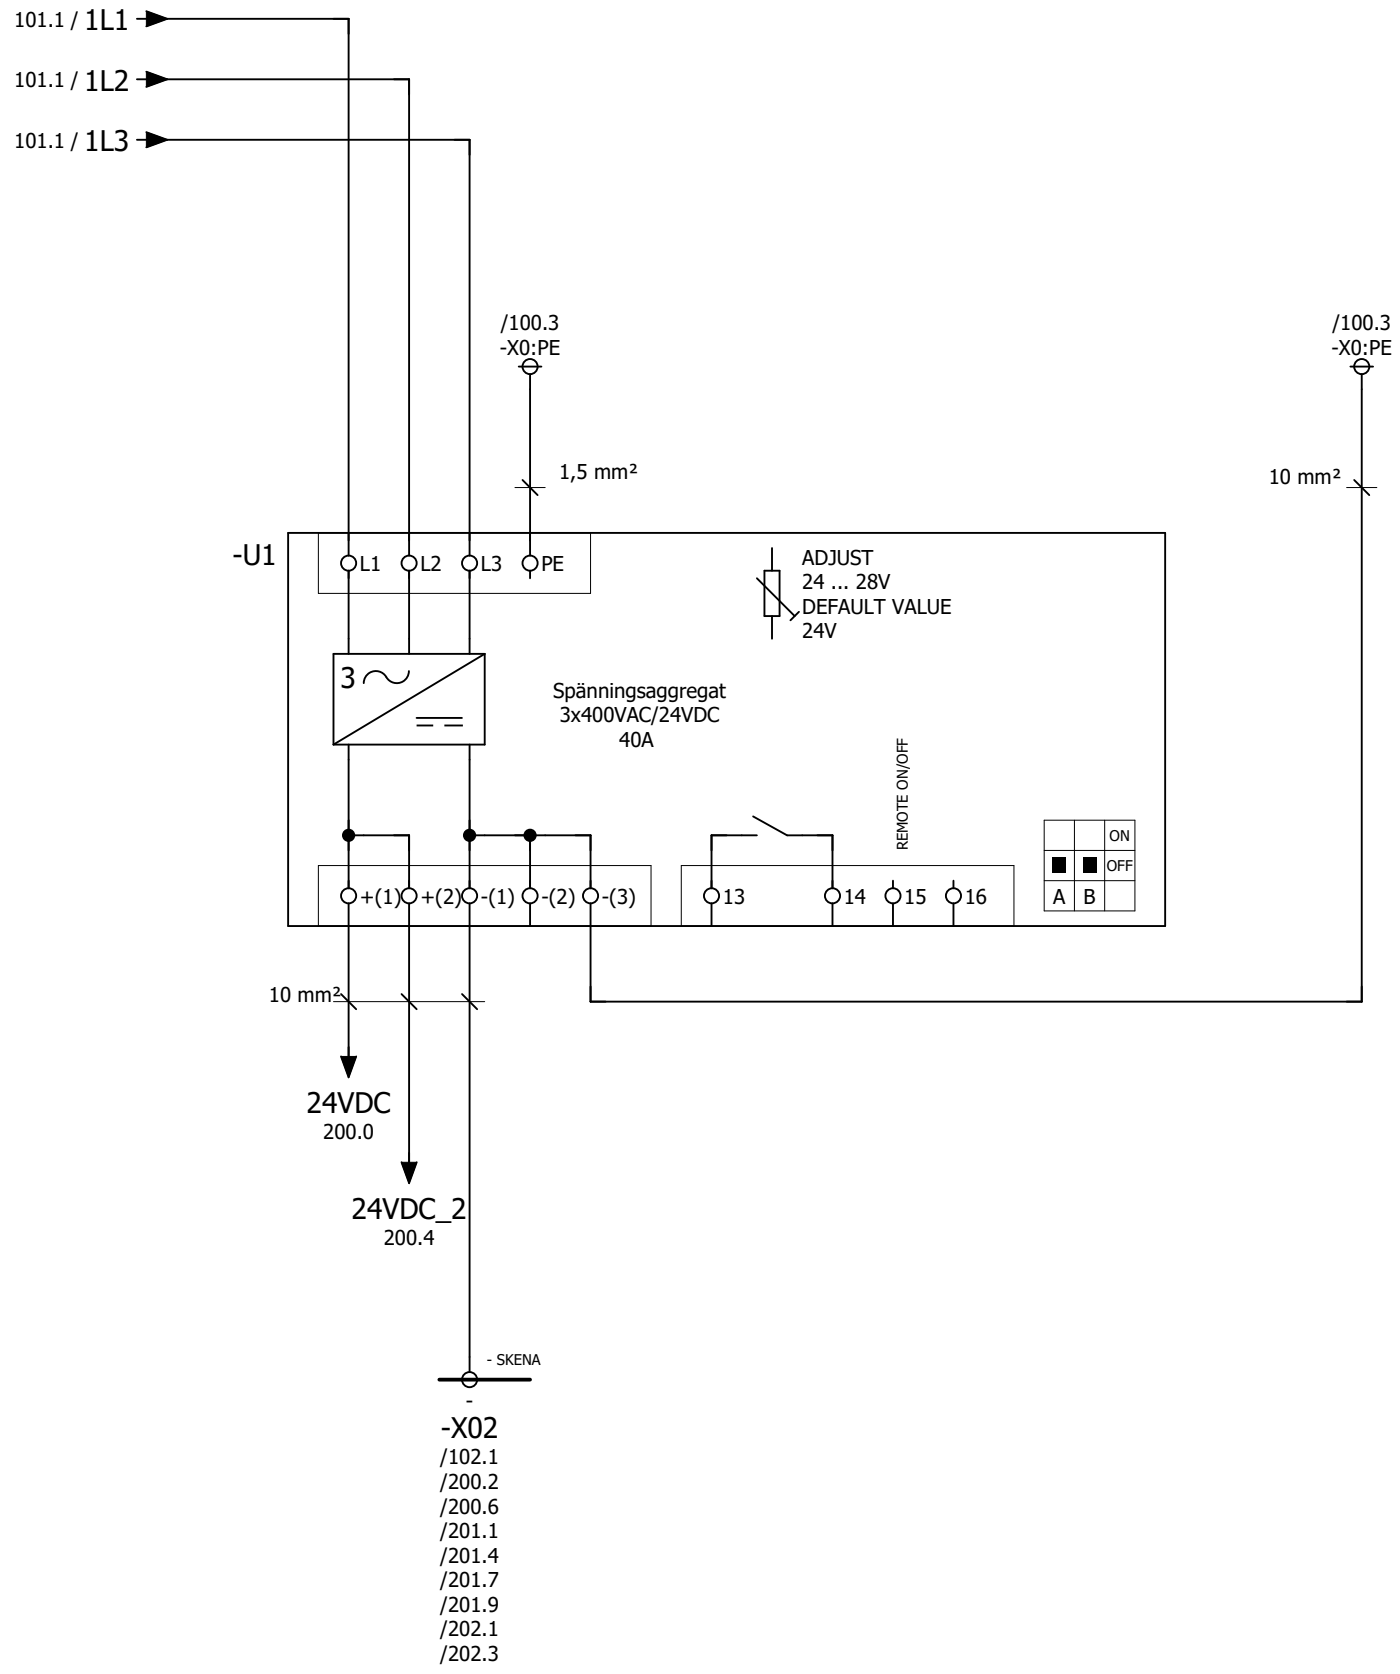 101.1 / 1L1
101.1 / 1L2
101.1 / 1L3
/100.3
-X0:PE
/100.3
-X0:PE
1,5 mm²
10 mm²
-U1
L1 L2 L3 PE
ADJUST
24 ... 28V
DEFAULT VALUE
24V
3
Spänningsaggregat
3x400VAC/24VDC
40A
REMOTE ON/OFF
ON
OFF
A B
+(1) +(2) -(1) -(2) -(3) 13 14 15 16
10 mm²
24VDC
200.0
24VDC_2
200.4
- SKENA
-
-X02
/102.1
/200.2
/200.6
/201.1
/201.4
/201.7
/201.9
/202.1
/202.3